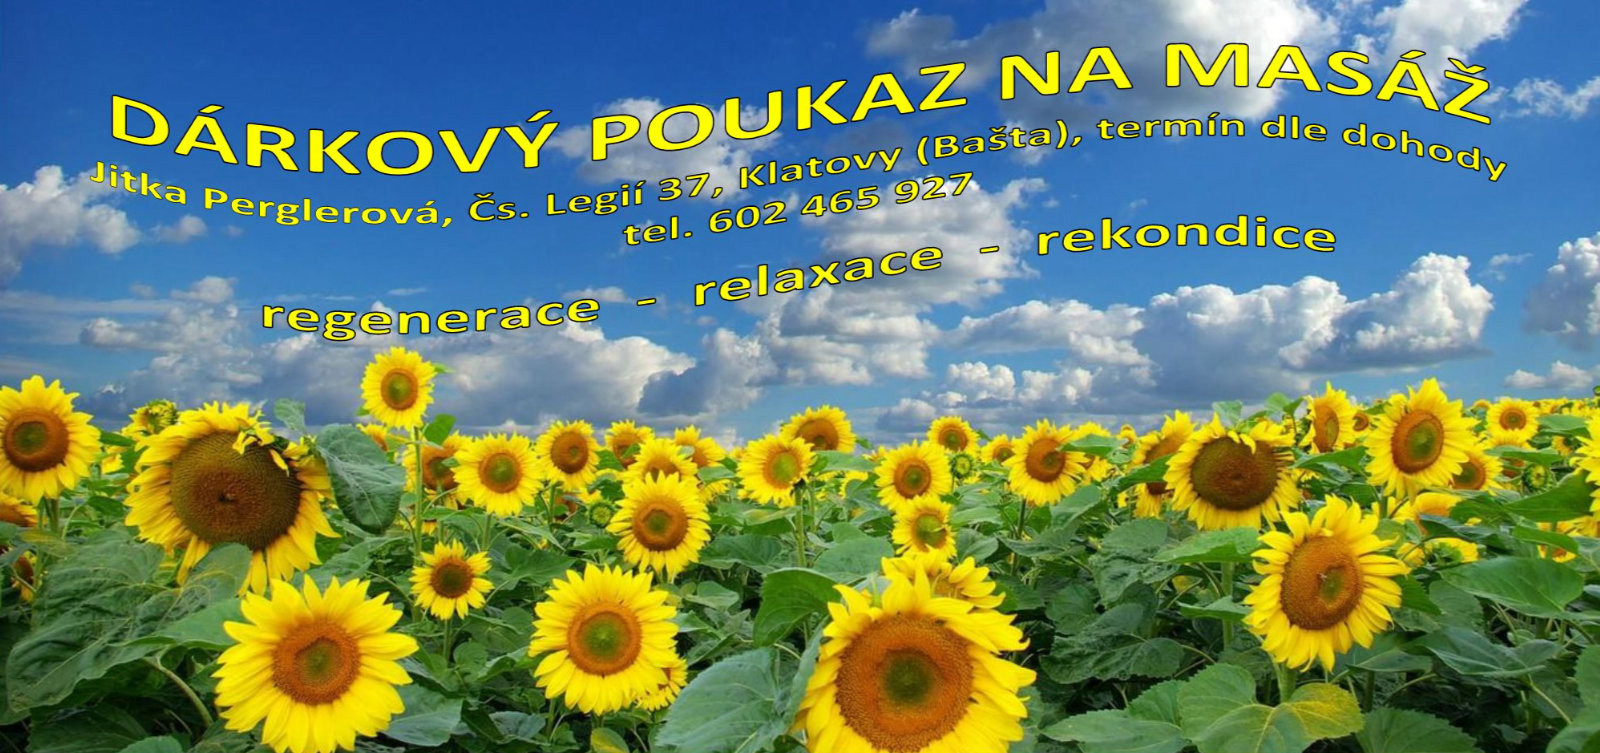 DÁRKOVÝ POUKAZ NA MASÁŽ
Jitka Perglerová, Čs. Legií 37, Klatovy (Bašta), termín dle dohody
tel. 602 465 927
regenerace - relaxace - rekondice